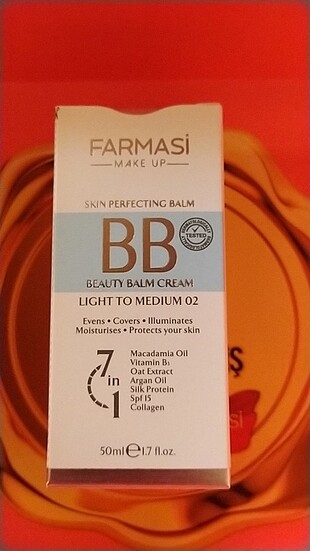 FARMASİ
MAKE UP
SKIN PERFECTING BALM
BB
TESTED
BEAUTY BALM CREAM
LIGHT TO MEDIUM 02
Evens • Covers • Illuminates
Moisturises • Protects your skin
7 in 1
Macadamia Oil
Vitamin B₃
Oat Extract
Argan Oil
Silk Protein
Spf 15
Collagen
50ml ℮ 1.7 fl.oz.